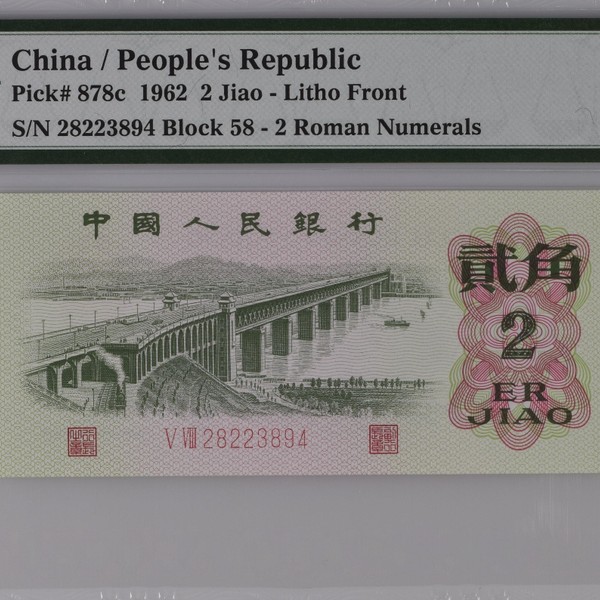 China / People's Republic
Pick# 878c 1962 2 Jiao - Litho Front
S/N 28223894 Block 58 - 2 Roman Numerals
中國人民銀行
貳角
2
ER
JIAO
V VIII 28223894